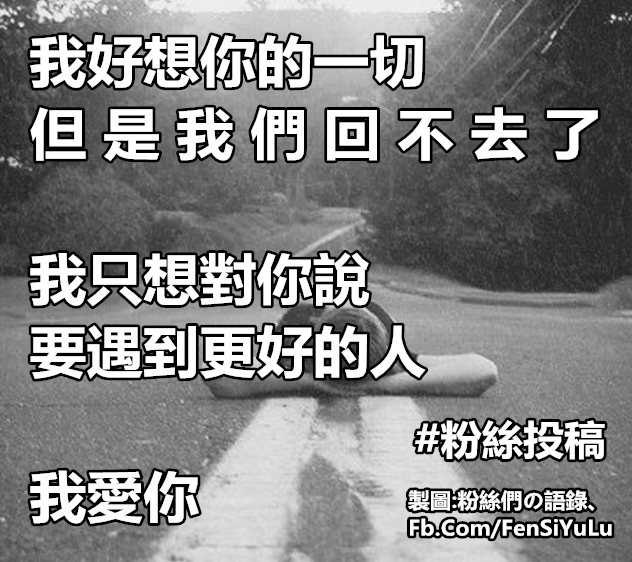 我好想你的一切
但是我們回不去了
我只想對你說
要遇到更好的人
#粉絲投稿
我愛你
製圖:粉絲們の語錄、
Fb.Com/FenSiYuLu